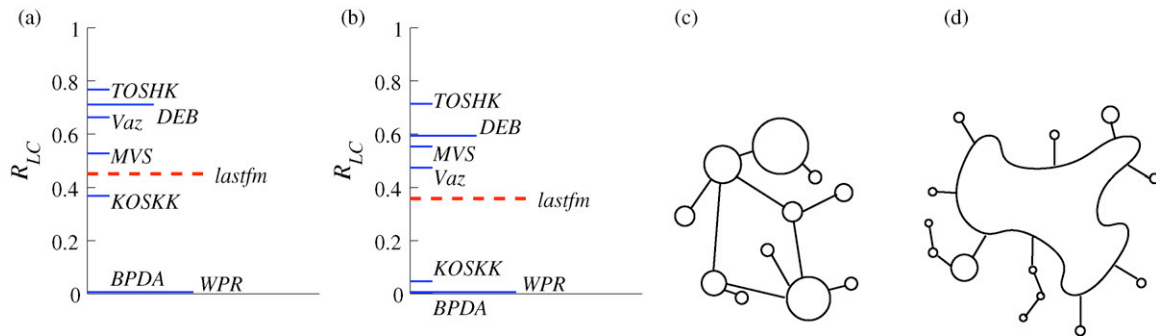 (a)
1
0.8
0.6
0.4
0.2
0
R_LC
TOSHK
DEB
Vaz
MVS
lastfm
KOSKK
BPDA
WPR
(b)
1
0.8
0.6
0.4
0.2
0
R_LC
TOSHK
DEB
MVS
Vaz
lastfm
KOSKK
WPR
BPDA
(c)
(d)